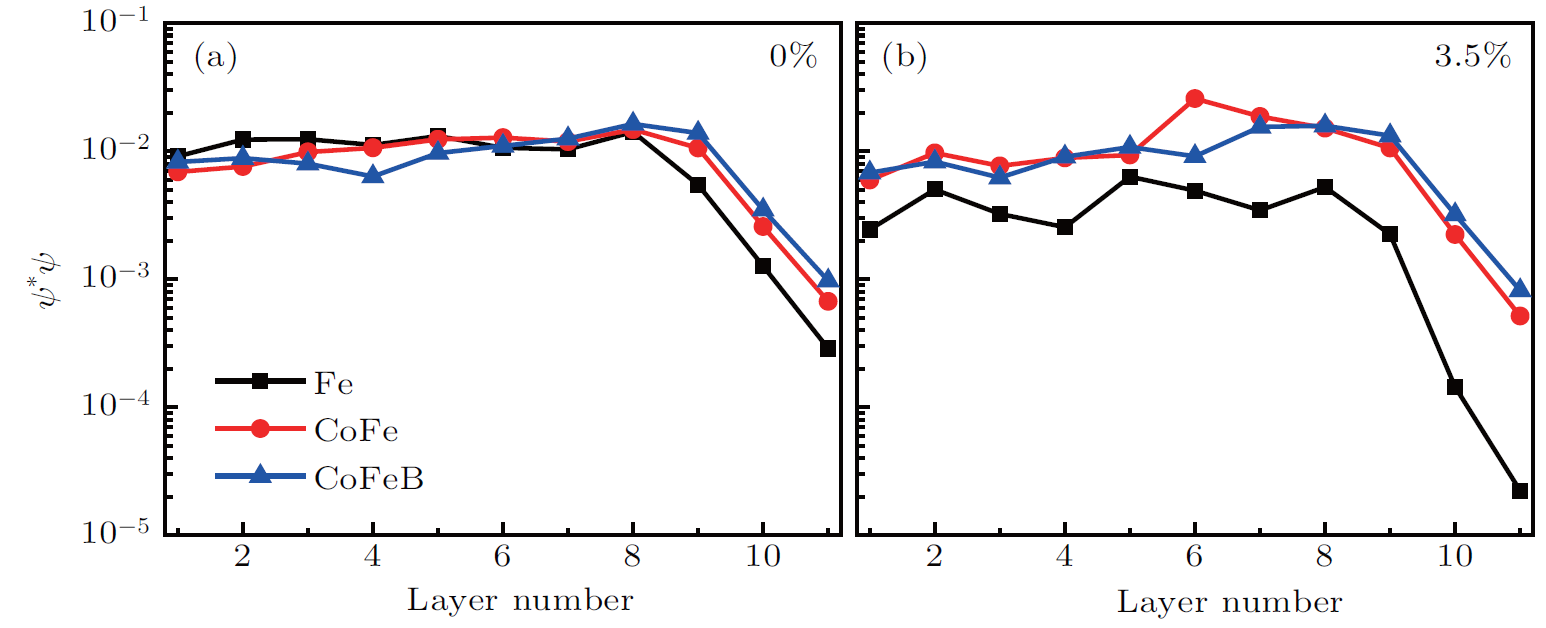 10⁻¹
10⁻²
10⁻³
10⁻⁴
10⁻⁵
ψ*ψ
(a)
0%
Fe
CoFe
CoFeB
2 4 6 8 10
Layer number
(b)
3.5%
2 4 6 8 10
Layer number